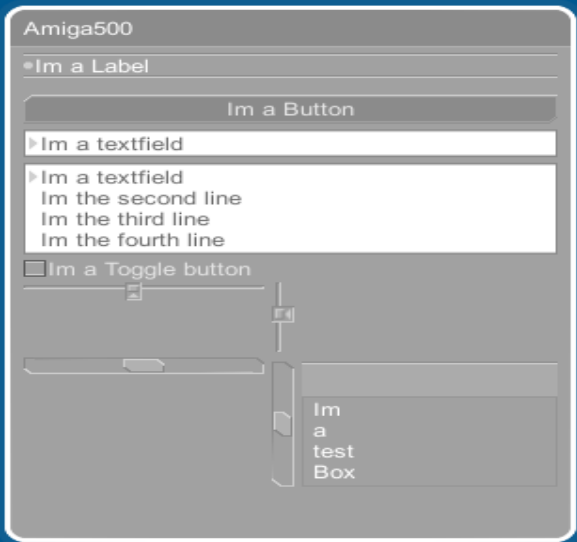 Amiga500
Im a Label
Im a Button
Im a textfield
Im a textfield
Im the second line
Im the third line
Im the fourth line
Im a Toggle button
Im
a
test
Box